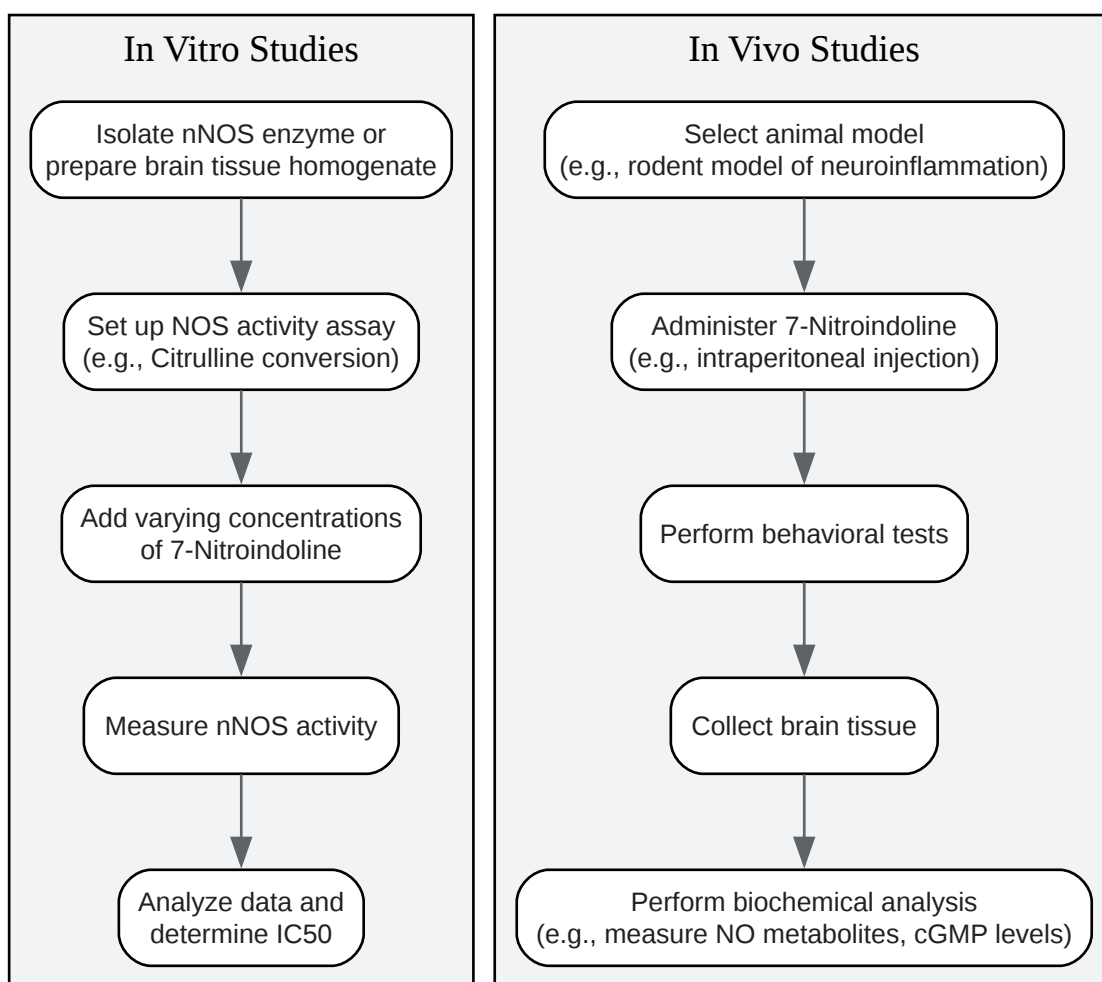 In Vitro Studies
Isolate nNOS enzyme or
prepare brain tissue homogenate
Set up NOS activity assay
(e.g., Citrulline conversion)
Add varying concentrations
of 7-Nitroindoline
Measure nNOS activity
Analyze data and
determine IC50
In Vivo Studies
Select animal model
(e.g., rodent model of neuroinflammation)
Administer 7-Nitroindoline
(e.g., intraperitoneal injection)
Perform behavioral tests
Collect brain tissue
Perform biochemical analysis
(e.g., measure NO metabolites, cGMP levels)